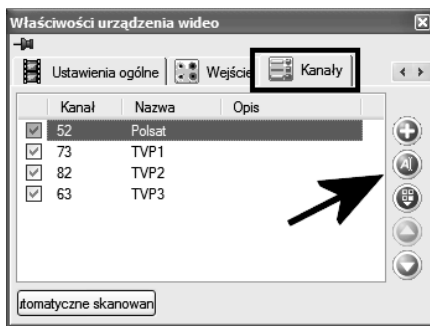 Właściwości urządzenia wideo
Ustawienia ogólne Wejście Kanały
Kanał Nazwa Opis
52 Polsat
73 TVP1
82 TVP2
63 TVP3
itomatyczne skanowan